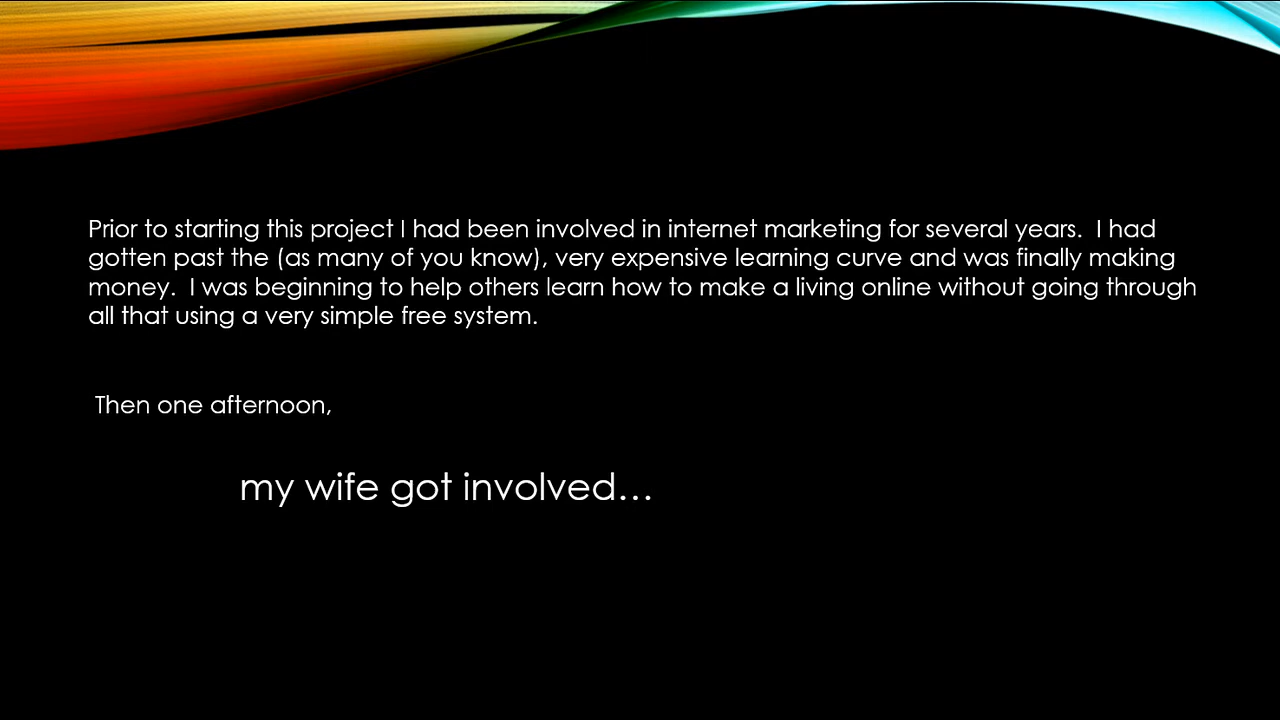 Prior to starting this project I had been involved in internet marketing for several years.  I had
gotten past the (as many of you know), very expensive learning curve and was finally making
money.  I was beginning to help others learn how to make a living online without going through
all that using a very simple free system.
Then one afternoon,
my wife got involved…